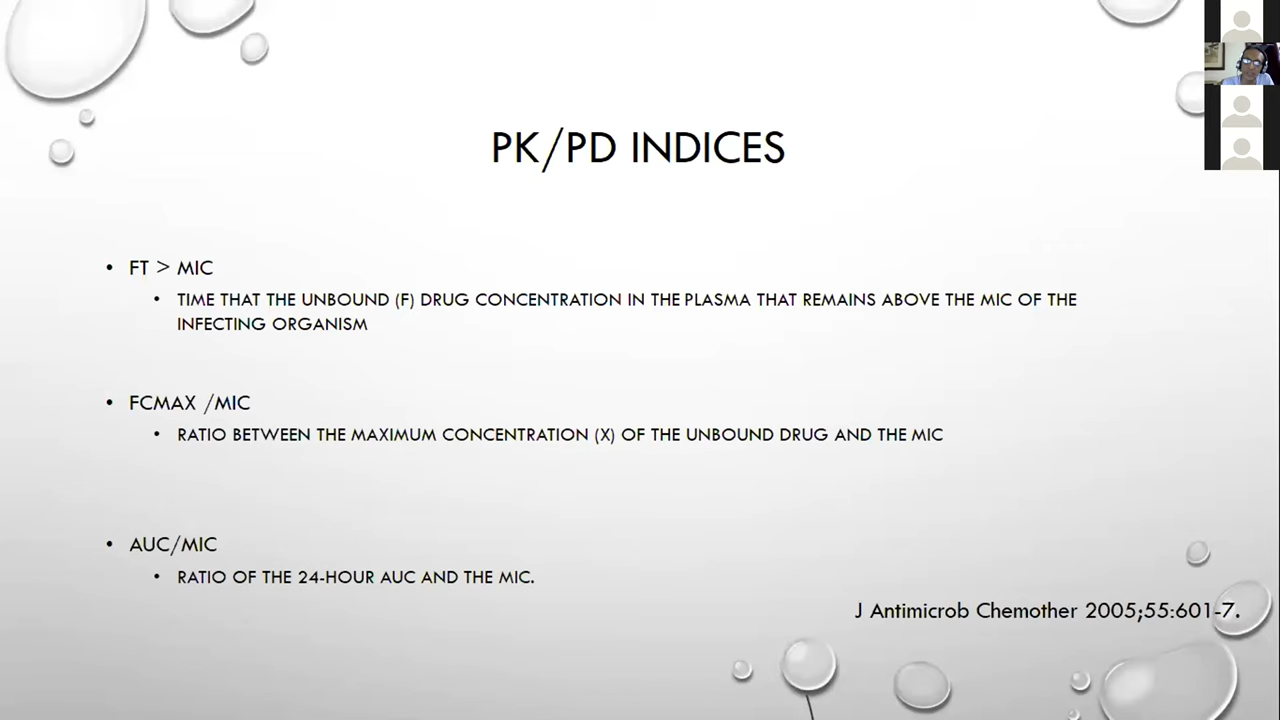 PK/PD INDICES
• FT > MIC
• TIME THAT THE UNBOUND (F) DRUG CONCENTRATION IN THE PLASMA THAT REMAINS ABOVE THE MIC OF THE
INFECTING ORGANISM
• FCMAX /MIC
• RATIO BETWEEN THE MAXIMUM CONCENTRATION (X) OF THE UNBOUND DRUG AND THE MIC
• AUC/MIC
• RATIO OF THE 24-HOUR AUC AND THE MIC.
J Antimicrob Chemother 2005;55:601-7.